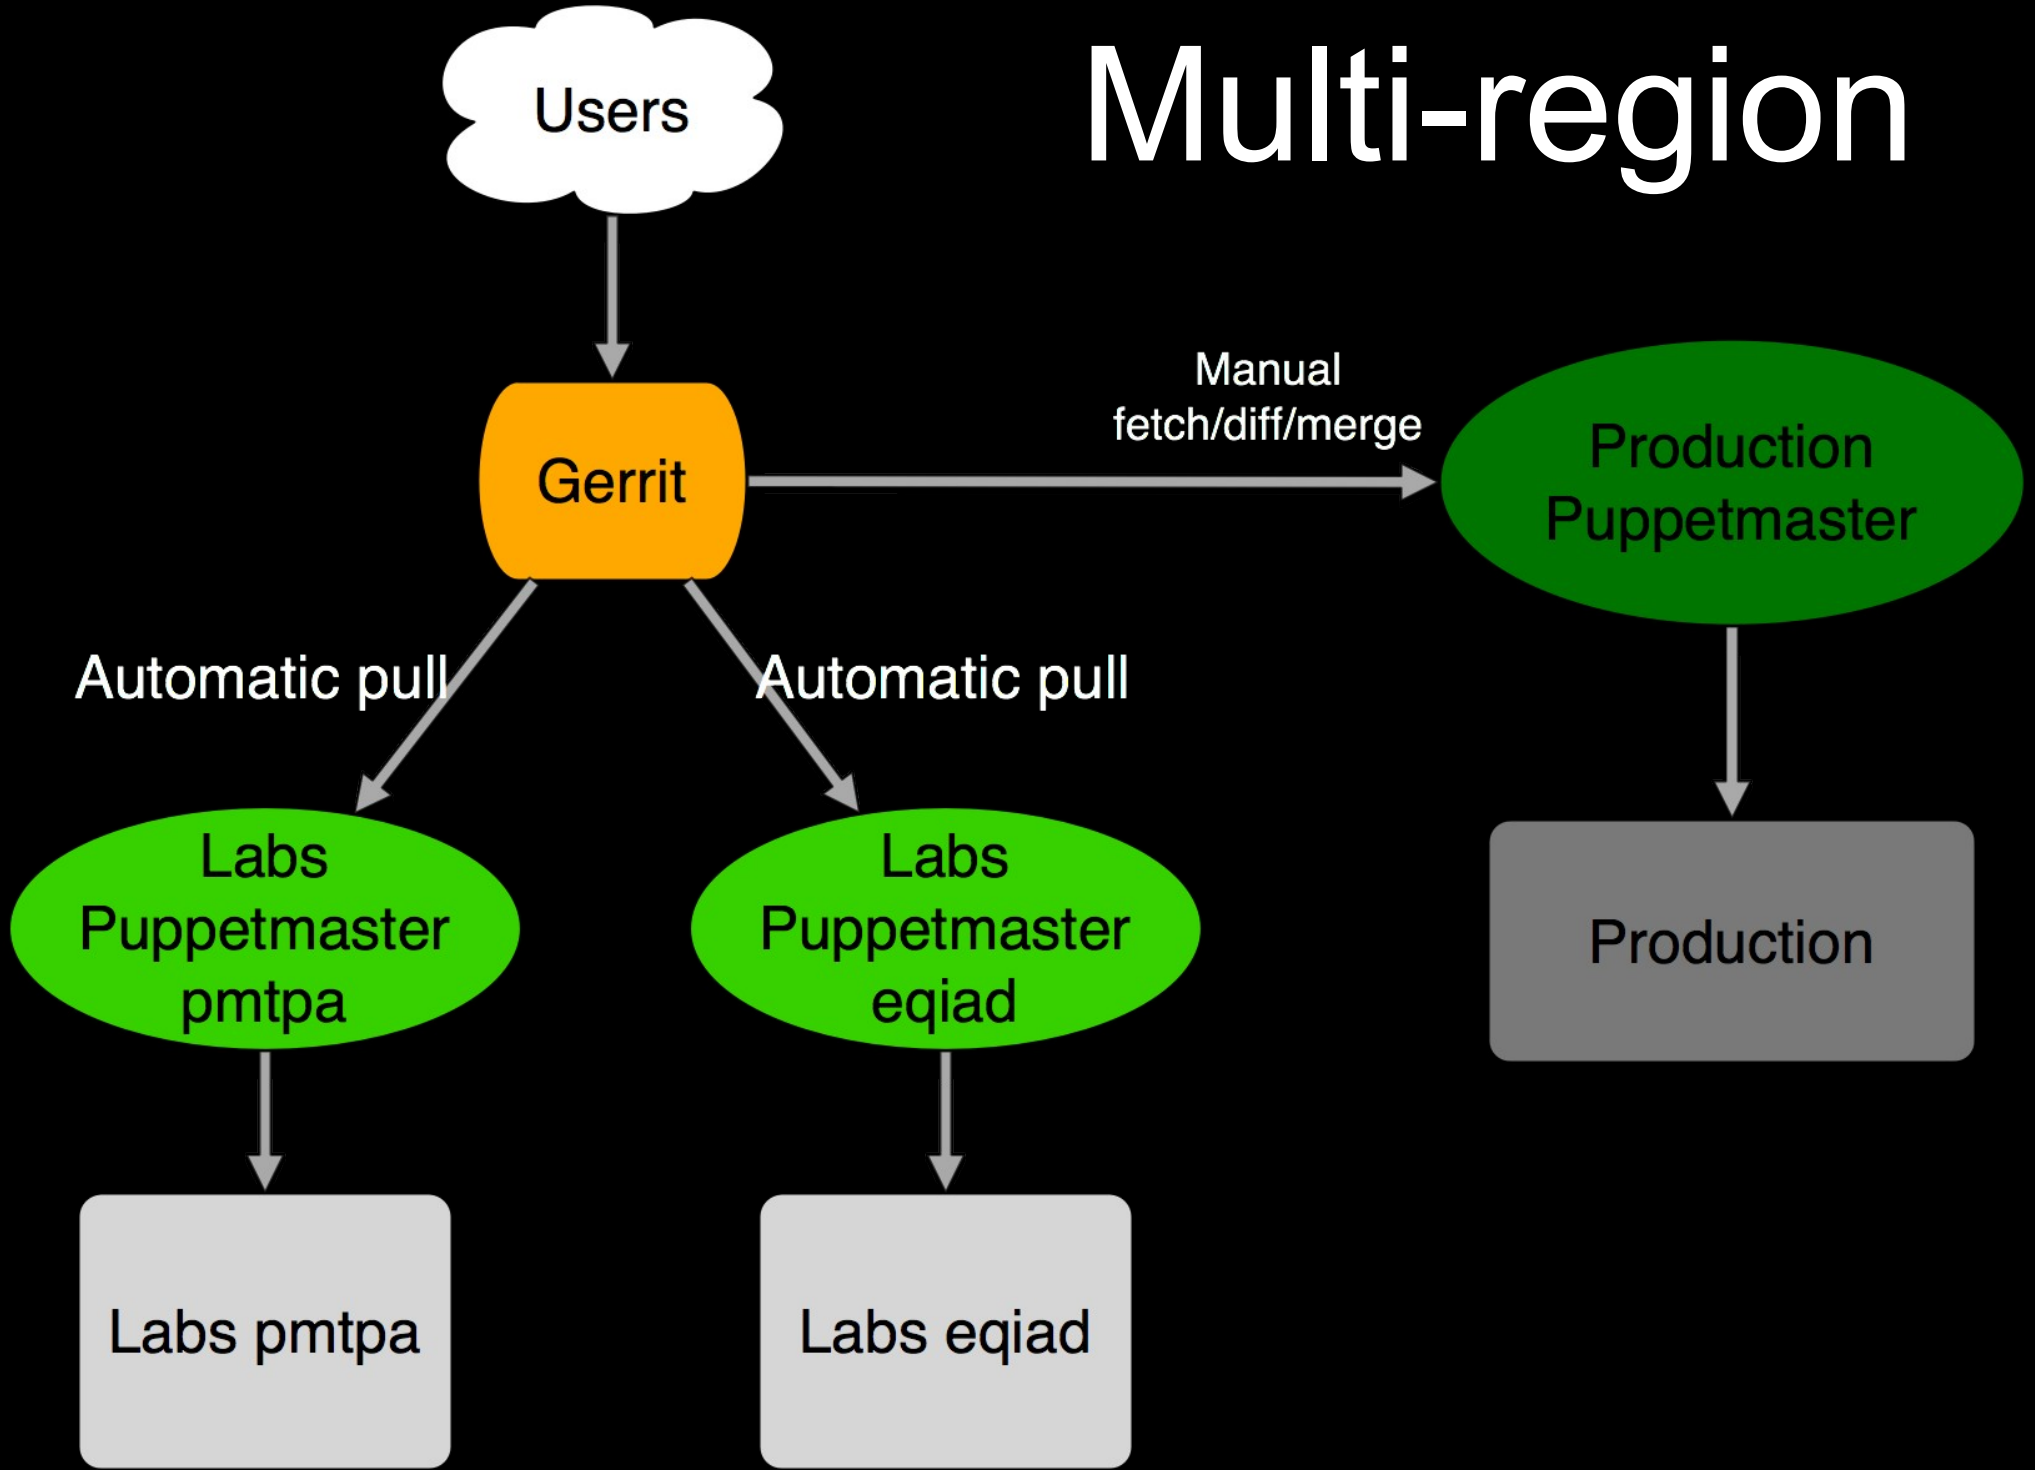 Multi-region
Users
Manual
fetch/diff/merge
Gerrit
Production
Puppetmaster
Automatic pull
Automatic pull
Labs
Puppetmaster
pmtpa
Labs
Puppetmaster
eqiad
Production
Labs pmtpa
Labs eqiad